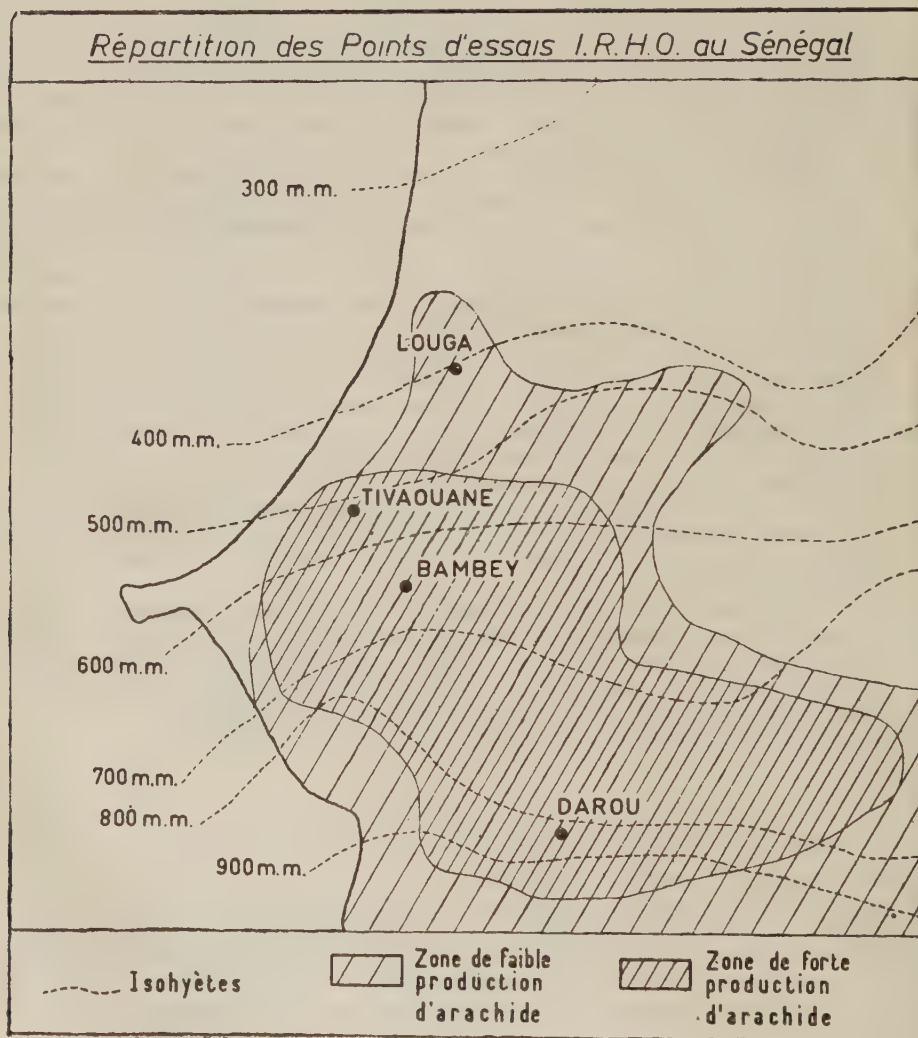 Répartition des Points d'essais I.R.H.O. au Sénégal
300 m.m.
LOUGA
400 m.m.
TIVAOUANE
500 m.m.
BAMBEY
600 m.m.
700 m.m.
DAROU
800 m.m.
900 m.m.
Isohyètes
Zone de faible
production
d'arachide
Zone de forte
production
d'arachide